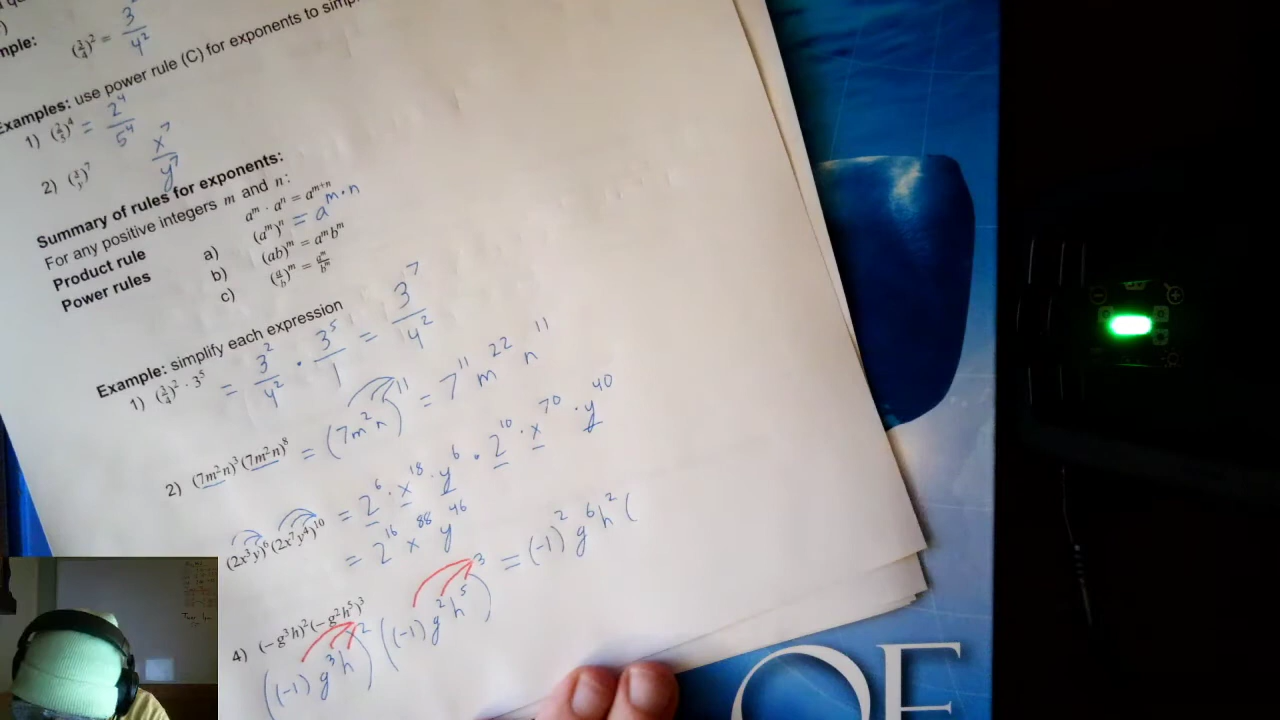 mple: (3/4)² = 3 / 4²
Examples: use power rule (C) for exponents to simpl
1) (2/5)⁴ = 2⁴/5⁴
2) (x/y)⁷ x⁷/y⁷
Summary of rules for exponents:
For any positive integers m and n:
Product rule aᵐ · aⁿ = aᵐ⁺ⁿ
Power rules a) (aᵐ)ⁿ = a^(m·n)
b) (ab)ᵐ = aᵐbᵐ
c) (a/b)ᵐ = aᵐ/bᵐ
Example: simplify each expression
1) (3/4)² · 3⁵ = 3²/4² · 3⁵/1 = 3⁷/4²
2) (7m²n)³(7m²n)⁸ = (7m²n)¹¹ = 7¹¹ m²² n¹¹
(2x³y)⁶(2x⁷y⁴)¹⁰ = 2⁶ · x¹⁸ · y⁶ · 2¹⁰ · x⁷⁰ · y⁴⁰
= 2¹⁶ x⁸⁸ y⁴⁶
4) (−g³h)²(−g²h⁵)³
((-1) g³h)² ((-1) g²h⁵)³ = (-1)² g⁶h² (
OF